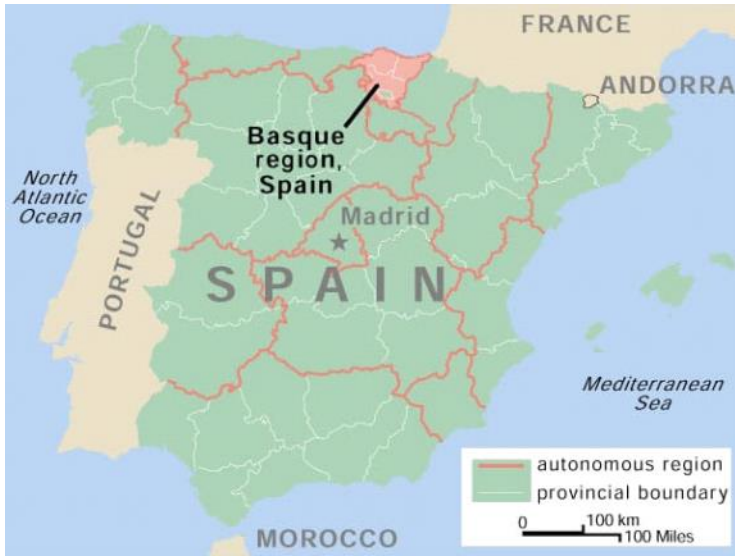 FRANCE
ANDORRA
Basque
region,
Spain
North
Atlantic
Ocean
PORTUGAL
Madrid
SPAIN
Mediterranean
Sea
autonomous region
provincial boundary
0 100 km
100 Miles
MOROCCO